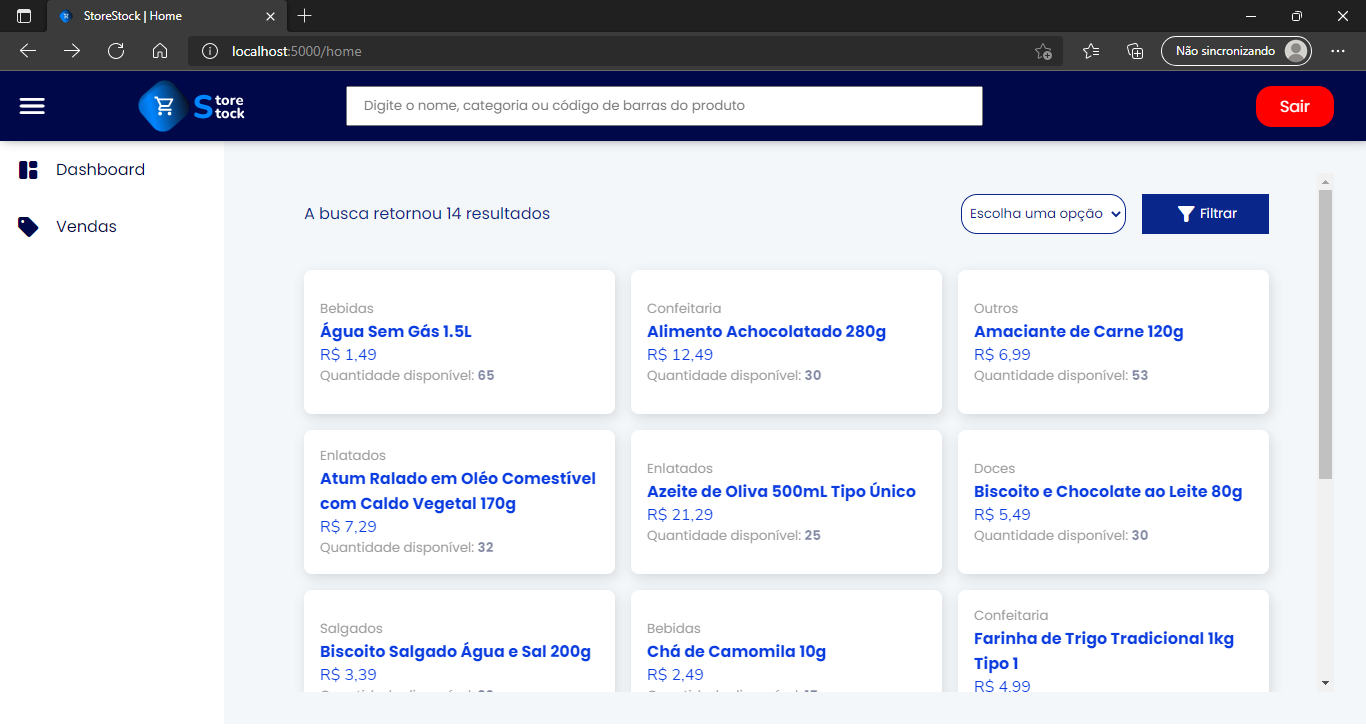 StoreStock | Home
localhost:5000/home
Não sincronizando
Store
Stock
Digite o nome, categoria ou código de barras do produto
Sair
Dashboard
Vendas
A busca retornou 14 resultados
Escolha uma opção
Filtrar
Bebidas
Água Sem Gás 1.5L
R$ 1,49
Quantidade disponível: 65
Confeitaria
Alimento Achocolatado 280g
R$ 12,49
Quantidade disponível: 30
Outros
Amaciante de Carne 120g
R$ 6,99
Quantidade disponível: 53
Enlatados
Atum Ralado em Oléo Comestível
com Caldo Vegetal 170g
R$ 7,29
Quantidade disponível: 32
Enlatados
Azeite de Oliva 500mL Tipo Único
R$ 21,29
Quantidade disponível: 25
Doces
Biscoito e Chocolate ao Leite 80g
R$ 5,49
Quantidade disponível: 30
Salgados
Biscoito Salgado Água e Sal 200g
R$ 3,39
Bebidas
Chá de Camomila 10g
R$ 2,49
Confeitaria
Farinha de Trigo Tradicional 1kg
Tipo 1
R$ 4,99